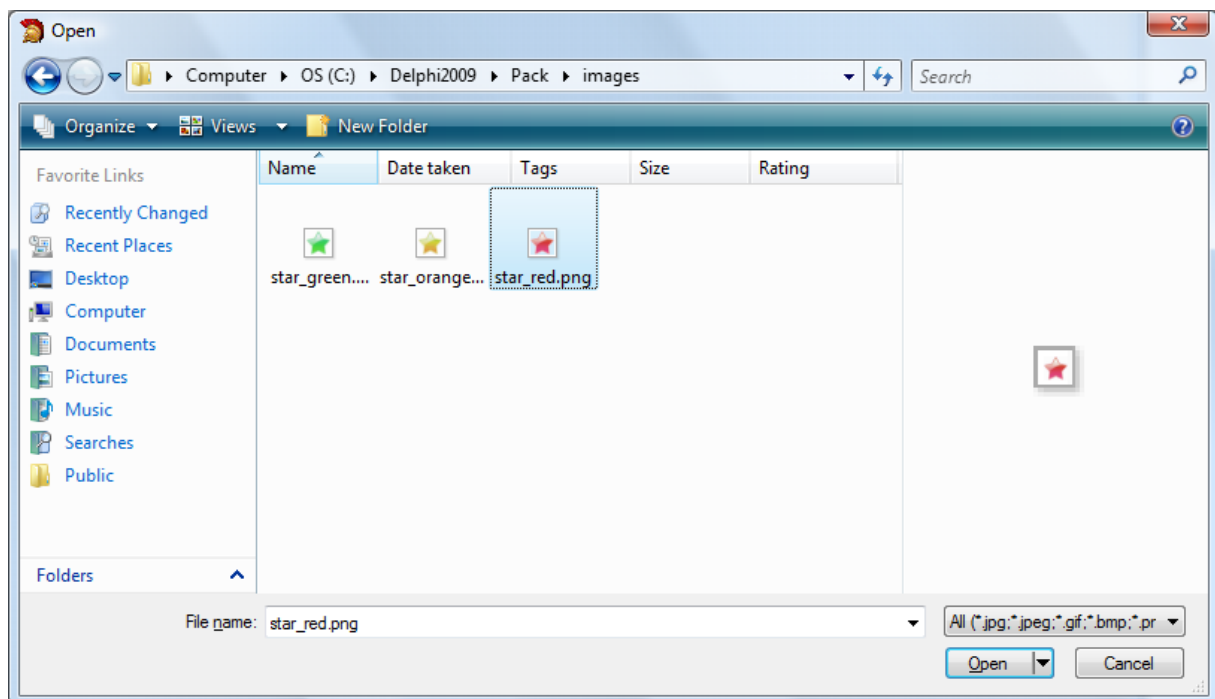 Open
Computer OS (C:) Delphi2009 Pack images Search
Organize Views New Folder
Favorite Links
Name Date taken Tags Size Rating
Recently Changed
Recent Places
Desktop
Computer
Documents
Pictures
Music
Searches
Public
star_green.... star_orange... star_red.png
Folders
File name: star_red.png All (*.jpg;*.jpeg;*.gif;*.bmp;*.pr
Open Cancel